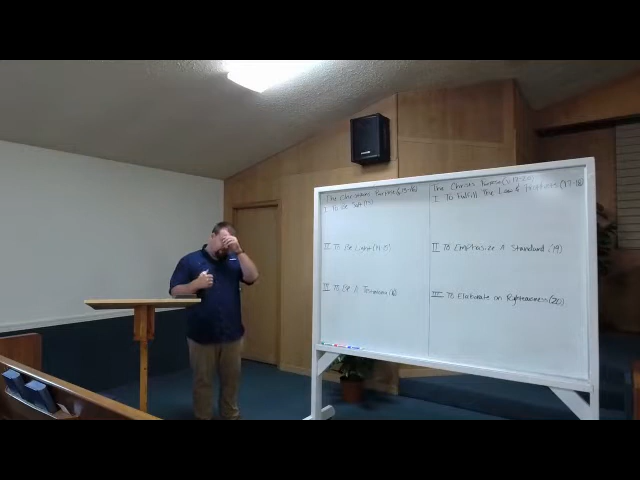 The Christians Purpose(5:13-16)
I To Be Salt(13)
II To Be Light(14-15)
III To Be A Testimony(16)
The Christs Purpose(5:17-20)
I To Fulfill The Law & Prophets(17-18)
II To Emphasize A Standard (19)
III To Elaborate on Righteousness(20)